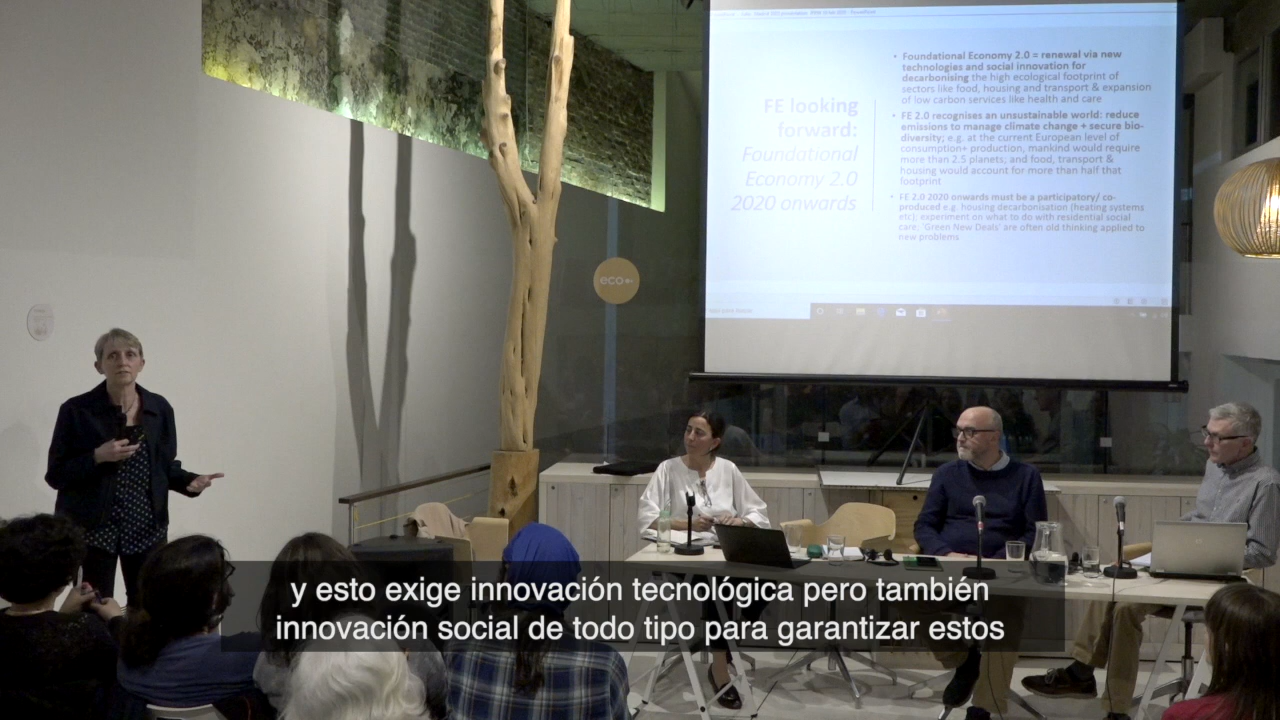 • Foundational Economy 2.0 = renewal via new
technologies and social innovation for
decarbonising the high ecological footprint of
sectors like food, housing and transport & expansion
of low carbon services like health and care
FE looking
forward:
Foundational
Economy 2.0
2020 onwards
• FE 2.0 recognises an unsustainable world: reduce
emissions to manage climate change + secure bio-
diversity; e.g. at the current European level of
consumption+ production, mankind would require
more than 2.5 planets; and food, transport &
housing would account for more than half that
footprint
• FE 2.0 2020 onwards must be a participatory/ co-
produced e.g. housing decarbonisation (heating systems
etc); experiment on what to do with residential social
care; 'Green New Deals' are often old thinking applied to
new problems
eco
y esto exige innovación tecnológica pero también
innovación social de todo tipo para garantizar estos